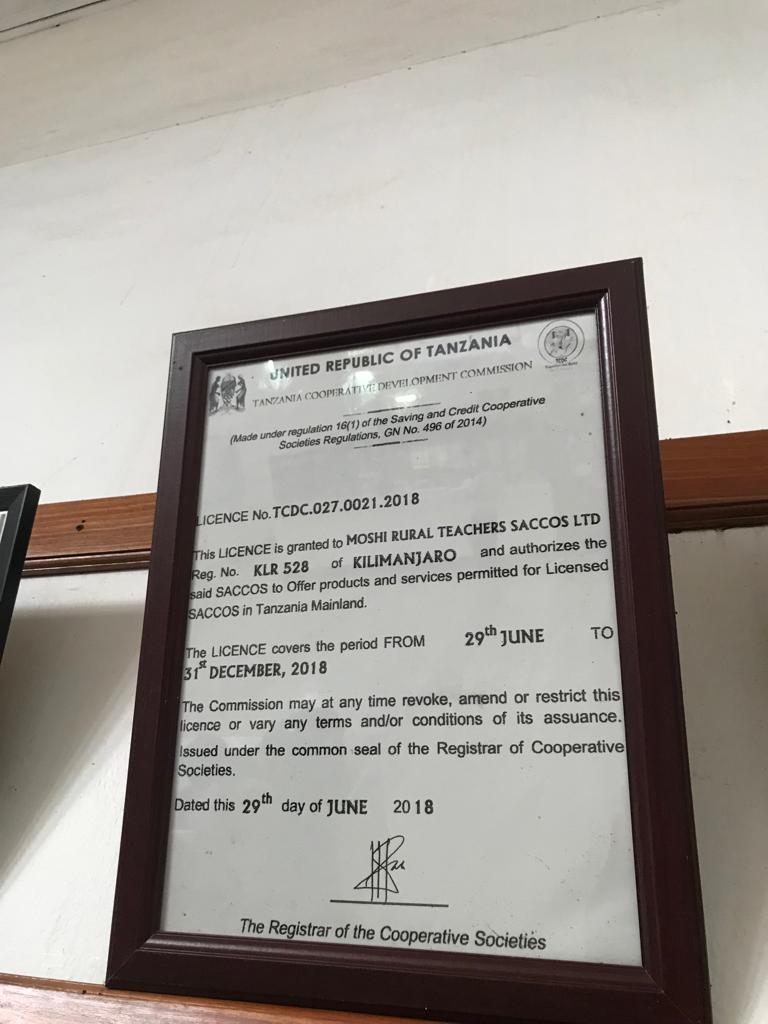 UNITED REPUBLIC OF TANZANIA
TANZANIA COOPERATIVE DEVELOPMENT COMMISSION
TCDC
(Made under regulation 16(1) of the Saving and Credit Cooperative
Societies Regulations, GN No. 496 of 2014)
LICENCE No. TCDC.027.0021.2018
This LICENCE is granted to MOSHI RURAL TEACHERS SACCOS LTD
Reg. No. KLR 528 of KILIMANJARO and authorizes the
said SACCOS to Offer products and services permitted for Licensed
SACCOS in Tanzania Mainland.
The LICENCE covers the period FROM 29th JUNE TO
31st DECEMBER, 2018
The Commission may at any time revoke, amend or restrict this
licence or vary any terms and/or conditions of its assuance.
Issued under the common seal of the Registrar of Cooperative
Societies.
Dated this 29th day of JUNE 2018
The Registrar of the Cooperative Societies